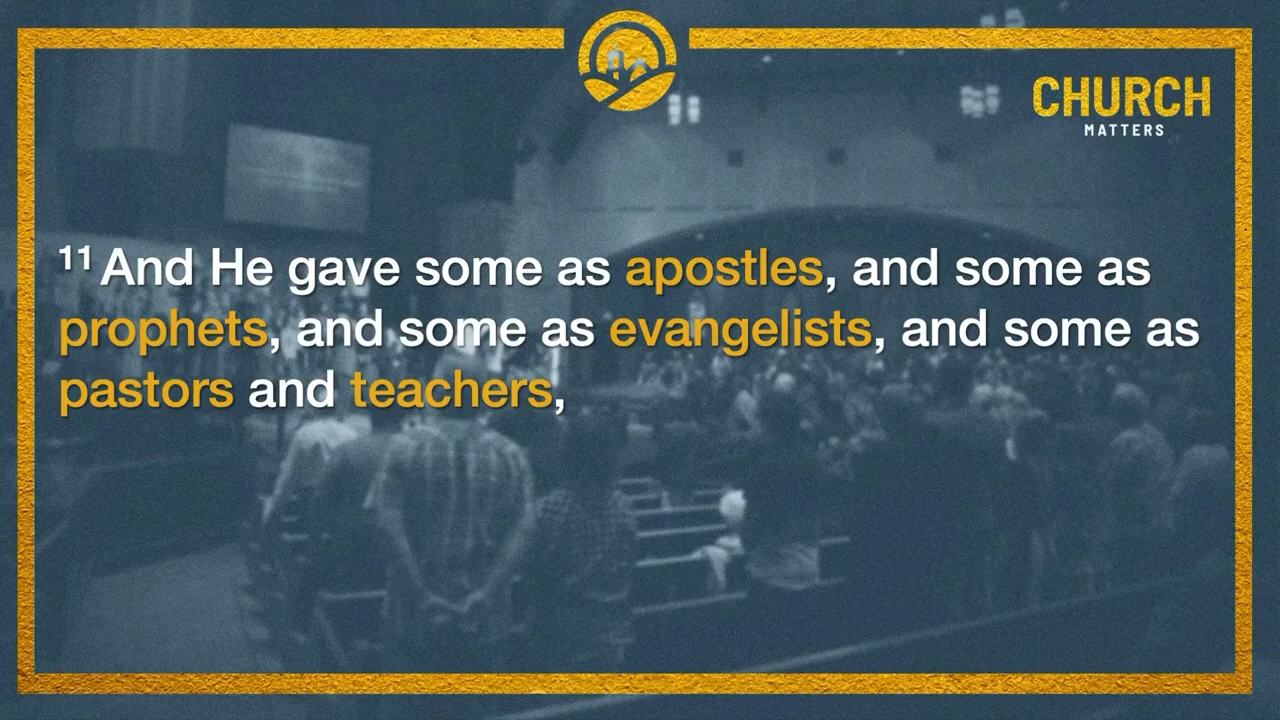 CHURCH
MATTERS
¹¹ And He gave some as apostles, and some as
prophets, and some as evangelists, and some as
pastors and teachers,